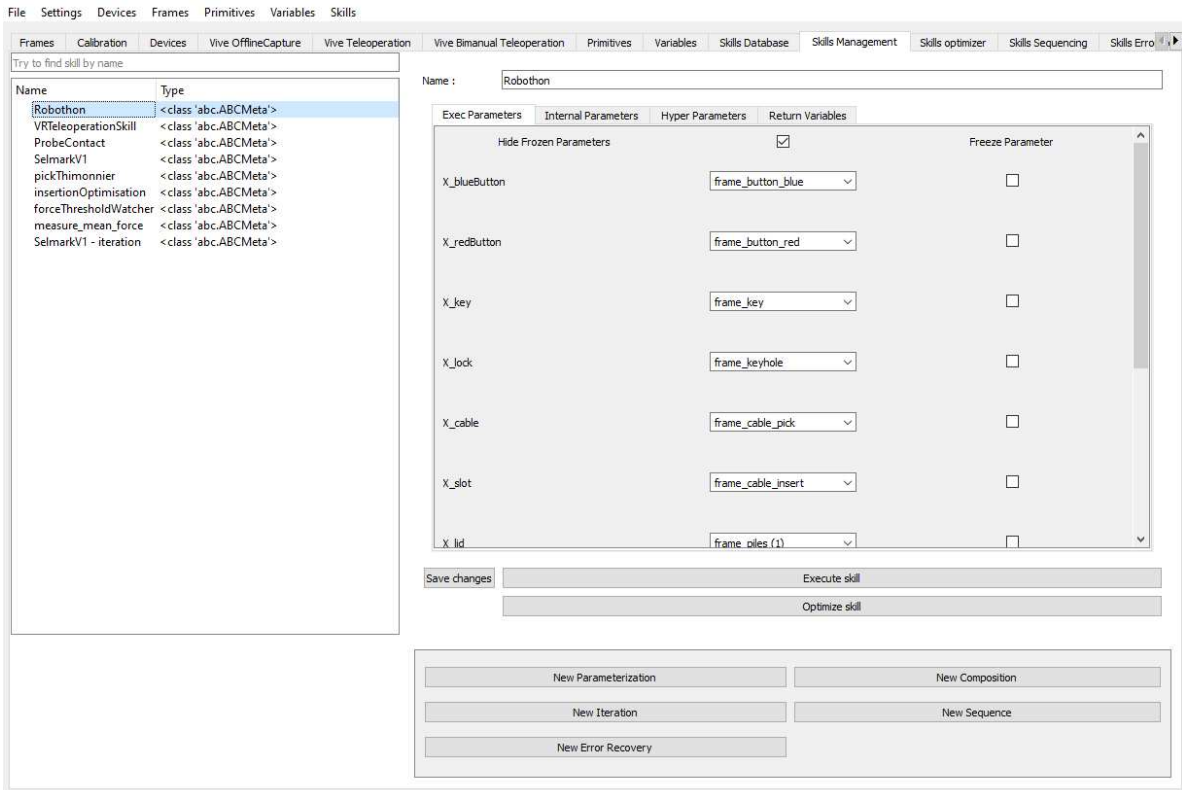 File Settings Devices Frames Primitives Variables Skills
Frames Calibration Devices Vive OfflineCapture Vive Teleoperation Vive Bimanual Teleoperation Primitives Variables Skills Database Skills Management Skills optimizer Skills Sequencing Skills Erro
Try to find skill by name
Name Type
Robothon <class 'abc.ABCMeta'>
VRTeleoperationSkill <class 'abc.ABCMeta'>
ProbeContact <class 'abc.ABCMeta'>
SelmarkV1 <class 'abc.ABCMeta'>
pickThimonnier <class 'abc.ABCMeta'>
insertionOptimisation <class 'abc.ABCMeta'>
forceThresholdWatcher <class 'abc.ABCMeta'>
measure_mean_force <class 'abc.ABCMeta'>
SelmarkV1 - iteration <class 'abc.ABCMeta'>
Name : Robothon
Exec Parameters Internal Parameters Hyper Parameters Return Variables
Hide Frozen Parameters Freeze Parameter
X_blueButton frame_button_blue
X_redButton frame_button_red
X_key frame_key
X_lock frame_keyhole
X_cable frame_cable_pick
X_slot frame_cable_insert
X_lid frame_piles (1)
Save changes Execute skill
Optimize skill
New Parameterization New Composition
New Iteration New Sequence
New Error Recovery